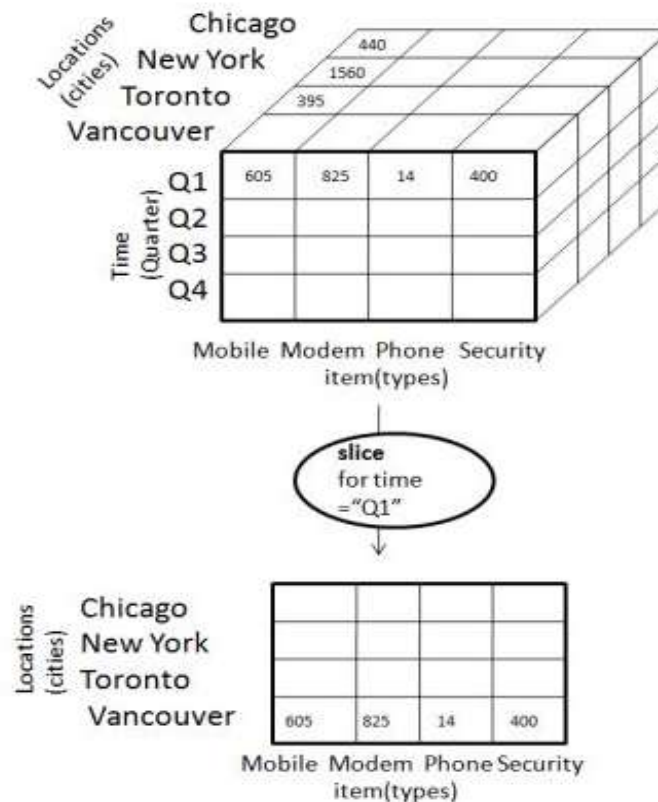 Chicago
New York
Toronto
Vancouver
Locations
(cities)
440
1560
395
Q1
Q2
Q3
Q4
Time
(Quarter)
605 825 14 400
Mobile Modem Phone Security
item(types)
slice
for time
="Q1"
Chicago
New York
Toronto
Vancouver
Locations
(cities)
605 825 14 400
Mobile Modem Phone Security
item(types)